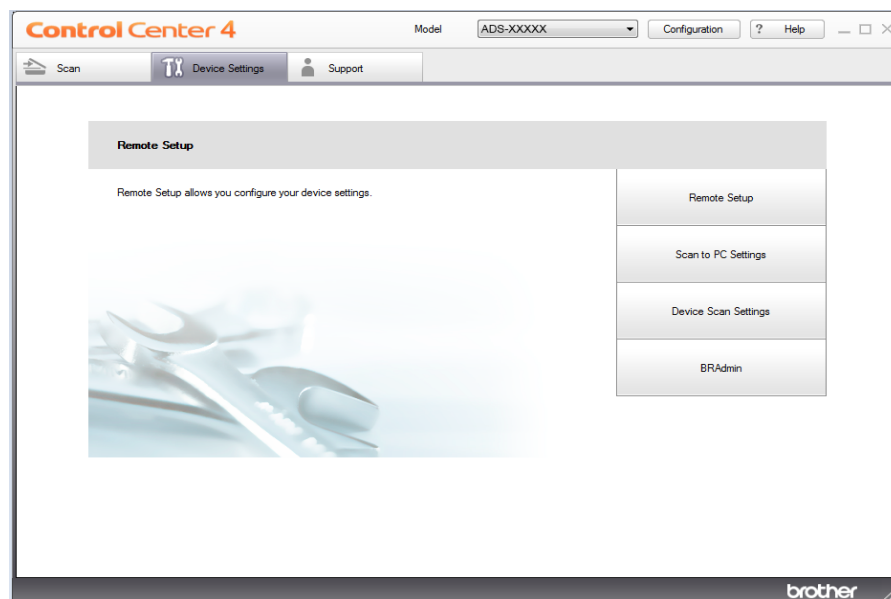 Control Center 4
Model
ADS-XXXXX
Configuration
? Help
Scan
Device Settings
Support
Remote Setup
Remote Setup allows you configure your device settings.
Remote Setup
Scan to PC Settings
Device Scan Settings
BRAdmin
brother